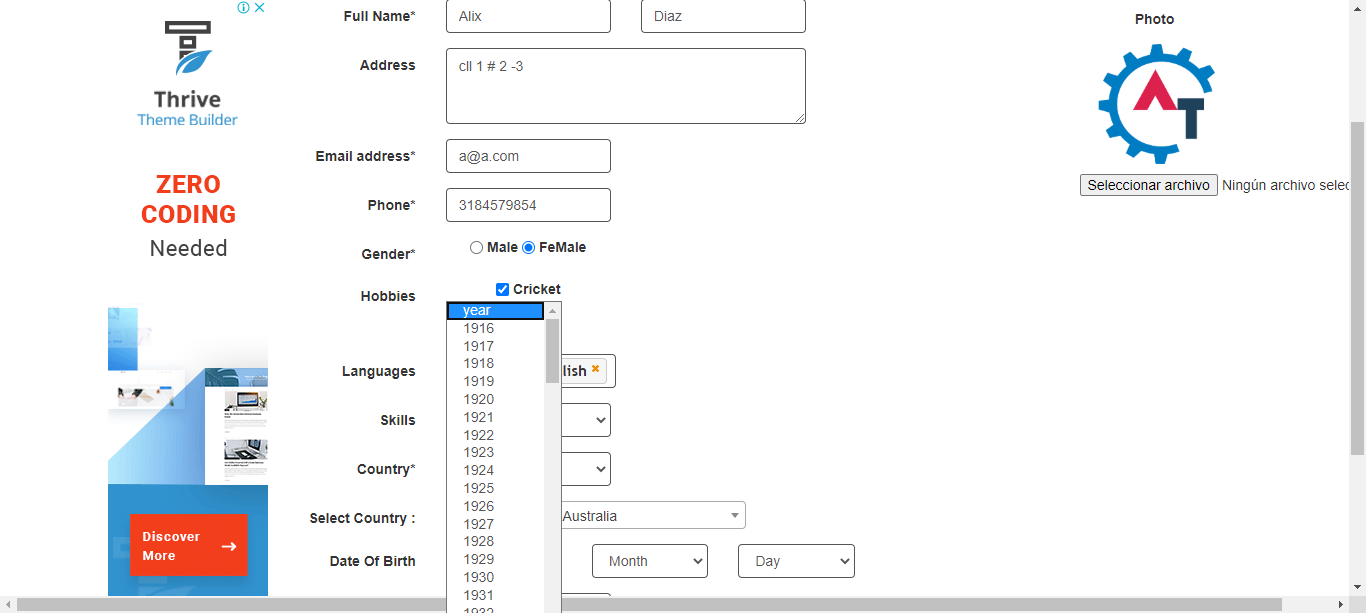 Thrive
Theme Builder
ZERO
CODING
Needed
Discover
More
Full Name*
Alix
Diaz
Address
cll 1 # 2 -3
Email address*
a@a.com
Phone*
3184579854
Gender*
Male
FeMale
Hobbies
Cricket
year
1916
1917
1918
1919
1920
1921
1922
1923
1924
1925
1926
1927
1928
1929
1930
1931
1932
Languages
lish
Skills
Country*
Select Country :
Australia
Date Of Birth
Month
Day
Photo
AT
Seleccionar archivo Ningún archivo selec